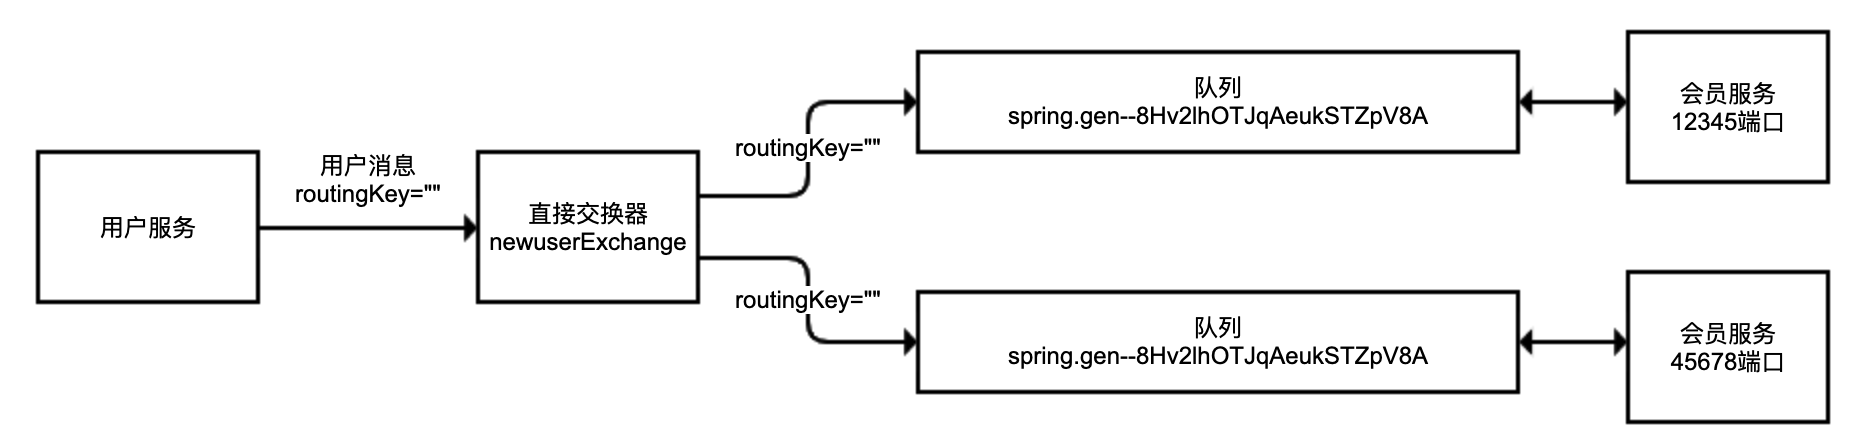 用户服务
用户消息
routingKey=""
直接交换器
newuserExchange
routingKey=""
队列
spring.gen--8Hv2lhOTJqAeukSTZpV8A
会员服务
12345端口
routingKey=""
队列
spring.gen--8Hv2lhOTJqAeukSTZpV8A
会员服务
45678端口